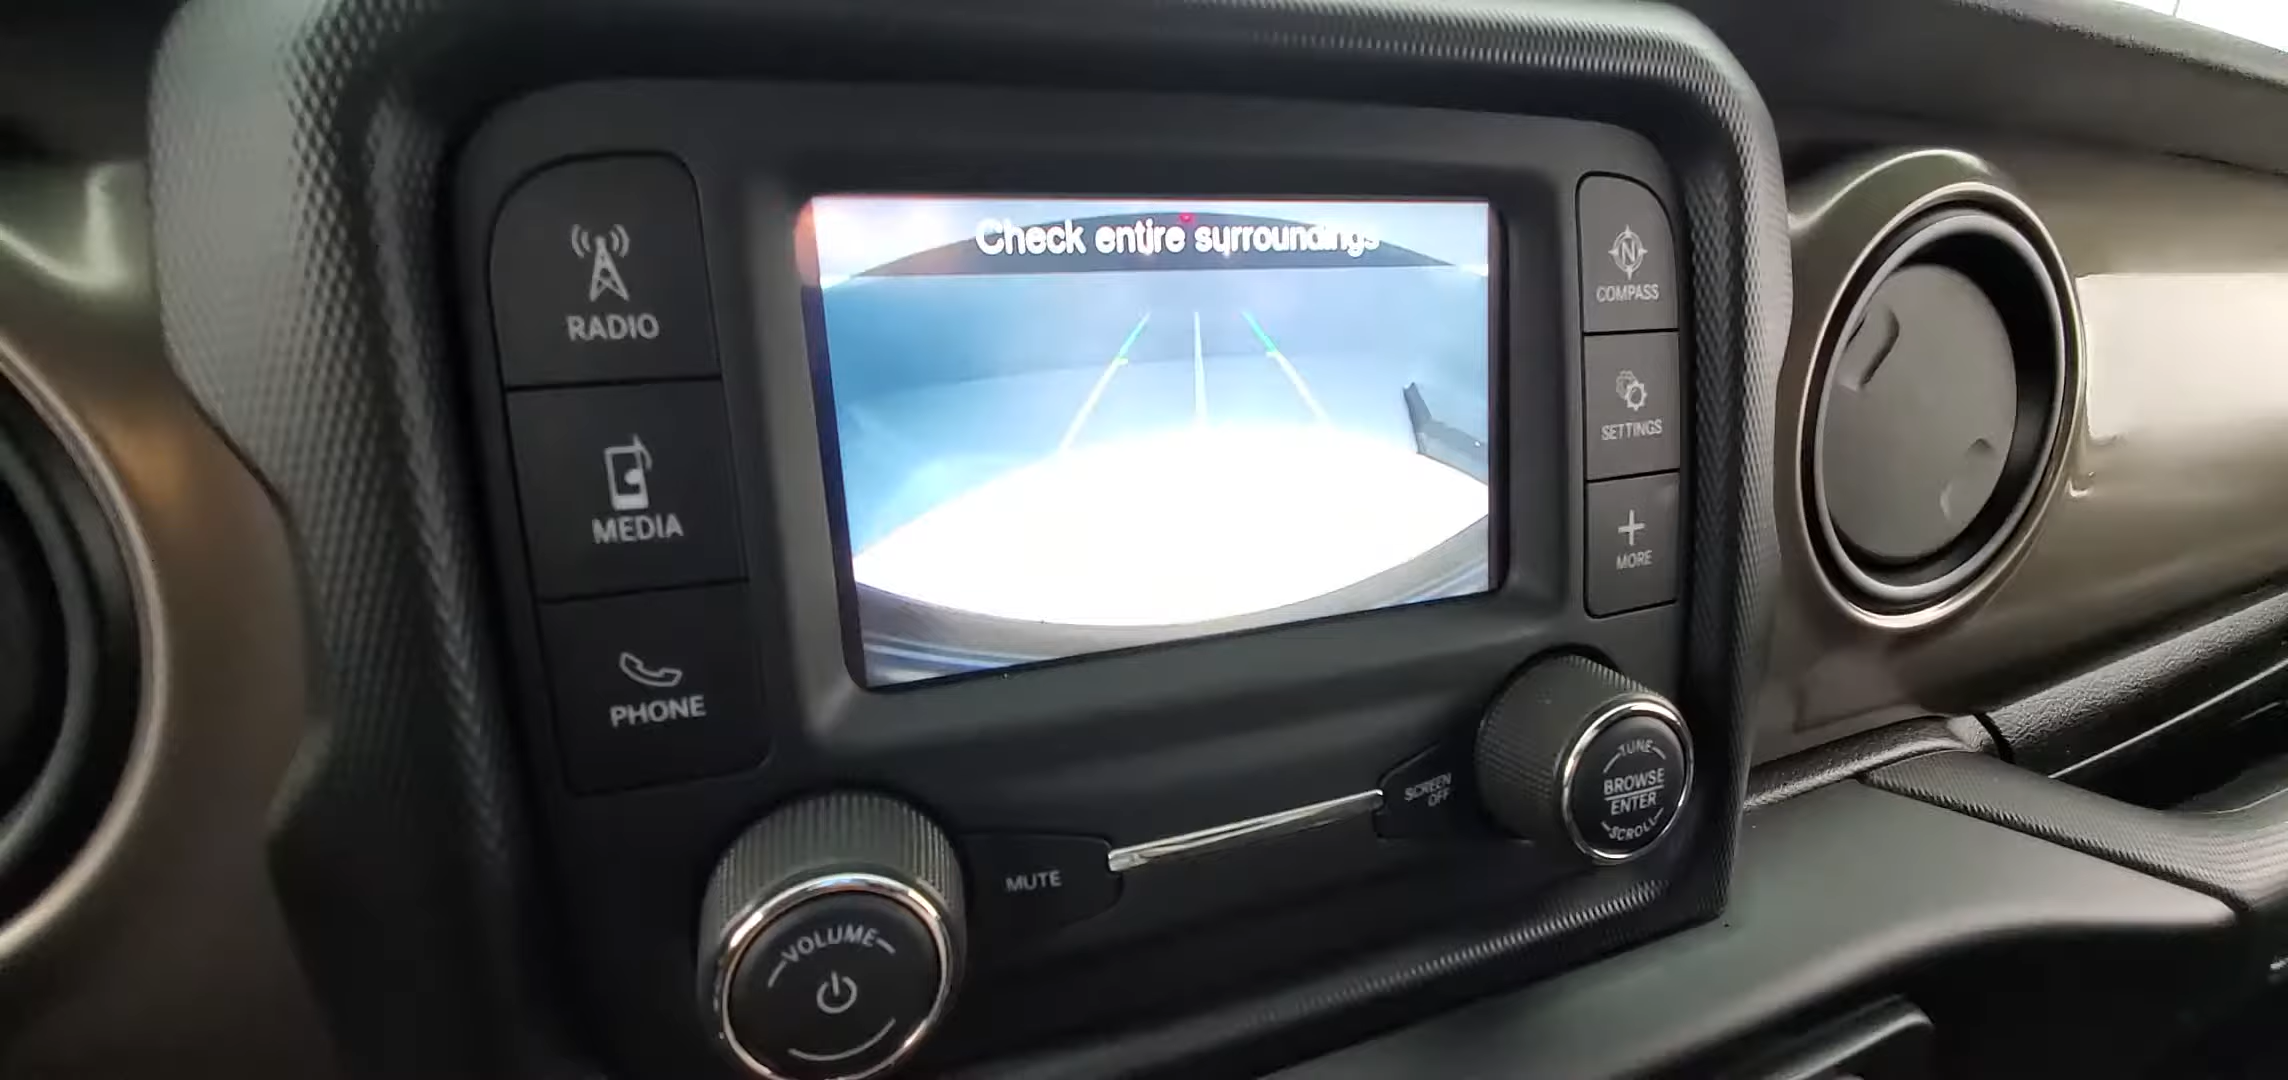 Check entire surroundings
RADIO
MEDIA
PHONE
N
COMPASS
SETTINGS
MORE
MUTE
SCREEN
OFF
VOLUME
TUNE
BROWSE
ENTER
SCROLL